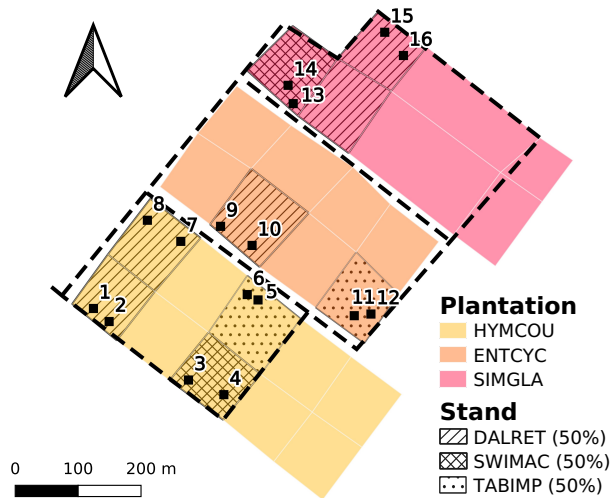 15
16
14
13
8
7
9
10
6
5
11
12
1
2
3
4
Plantation
HYMCOU
ENTCYC
SIMGLA
Stand
DALRET (50%)
SWIMAC (50%)
TABIMP (50%)
0 100 200 m